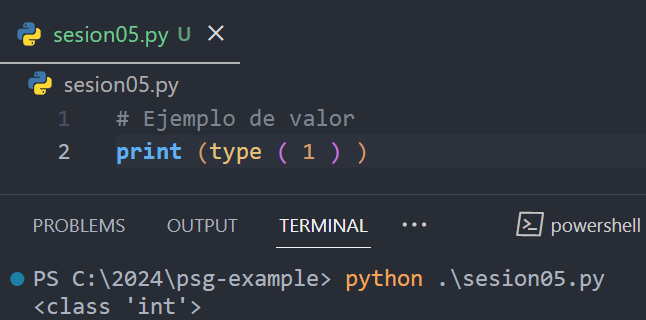 sesion05.py U
sesion05.py
1 # Ejemplo de valor
2 print (type ( 1 ) )
PROBLEMS OUTPUT TERMINAL ··· powershell
PS C:\2024\psg-example> python .\sesion05.py
<class 'int'>